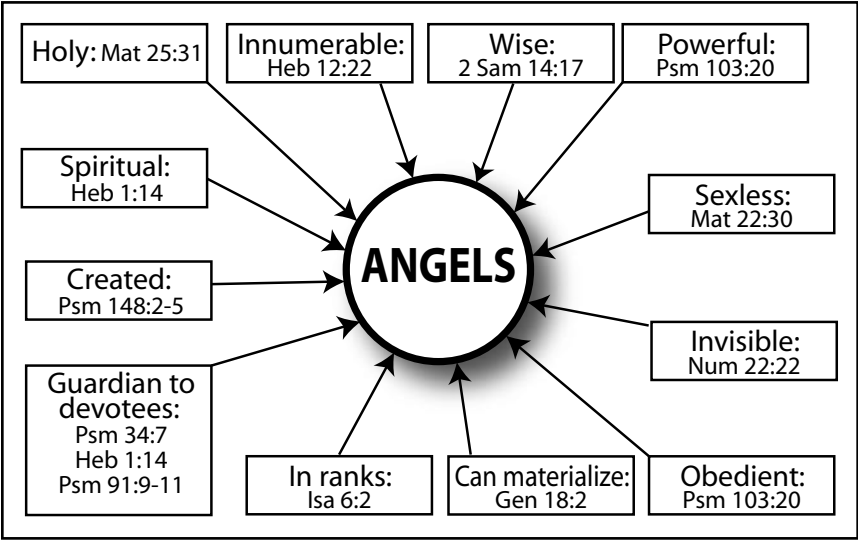 Holy: Mat 25:31
Innumerable:
Heb 12:22
Wise:
2 Sam 14:17
Powerful:
Psm 103:20
Spiritual:
Heb 1:14
Sexless:
Mat 22:30
ANGELS
Created:
Psm 148:2-5
Invisible:
Num 22:22
Guardian to
devotees:
Psm 34:7
Heb 1:14
Psm 91:9-11
In ranks:
Isa 6:2
Can materialize:
Gen 18:2
Obedient:
Psm 103:20